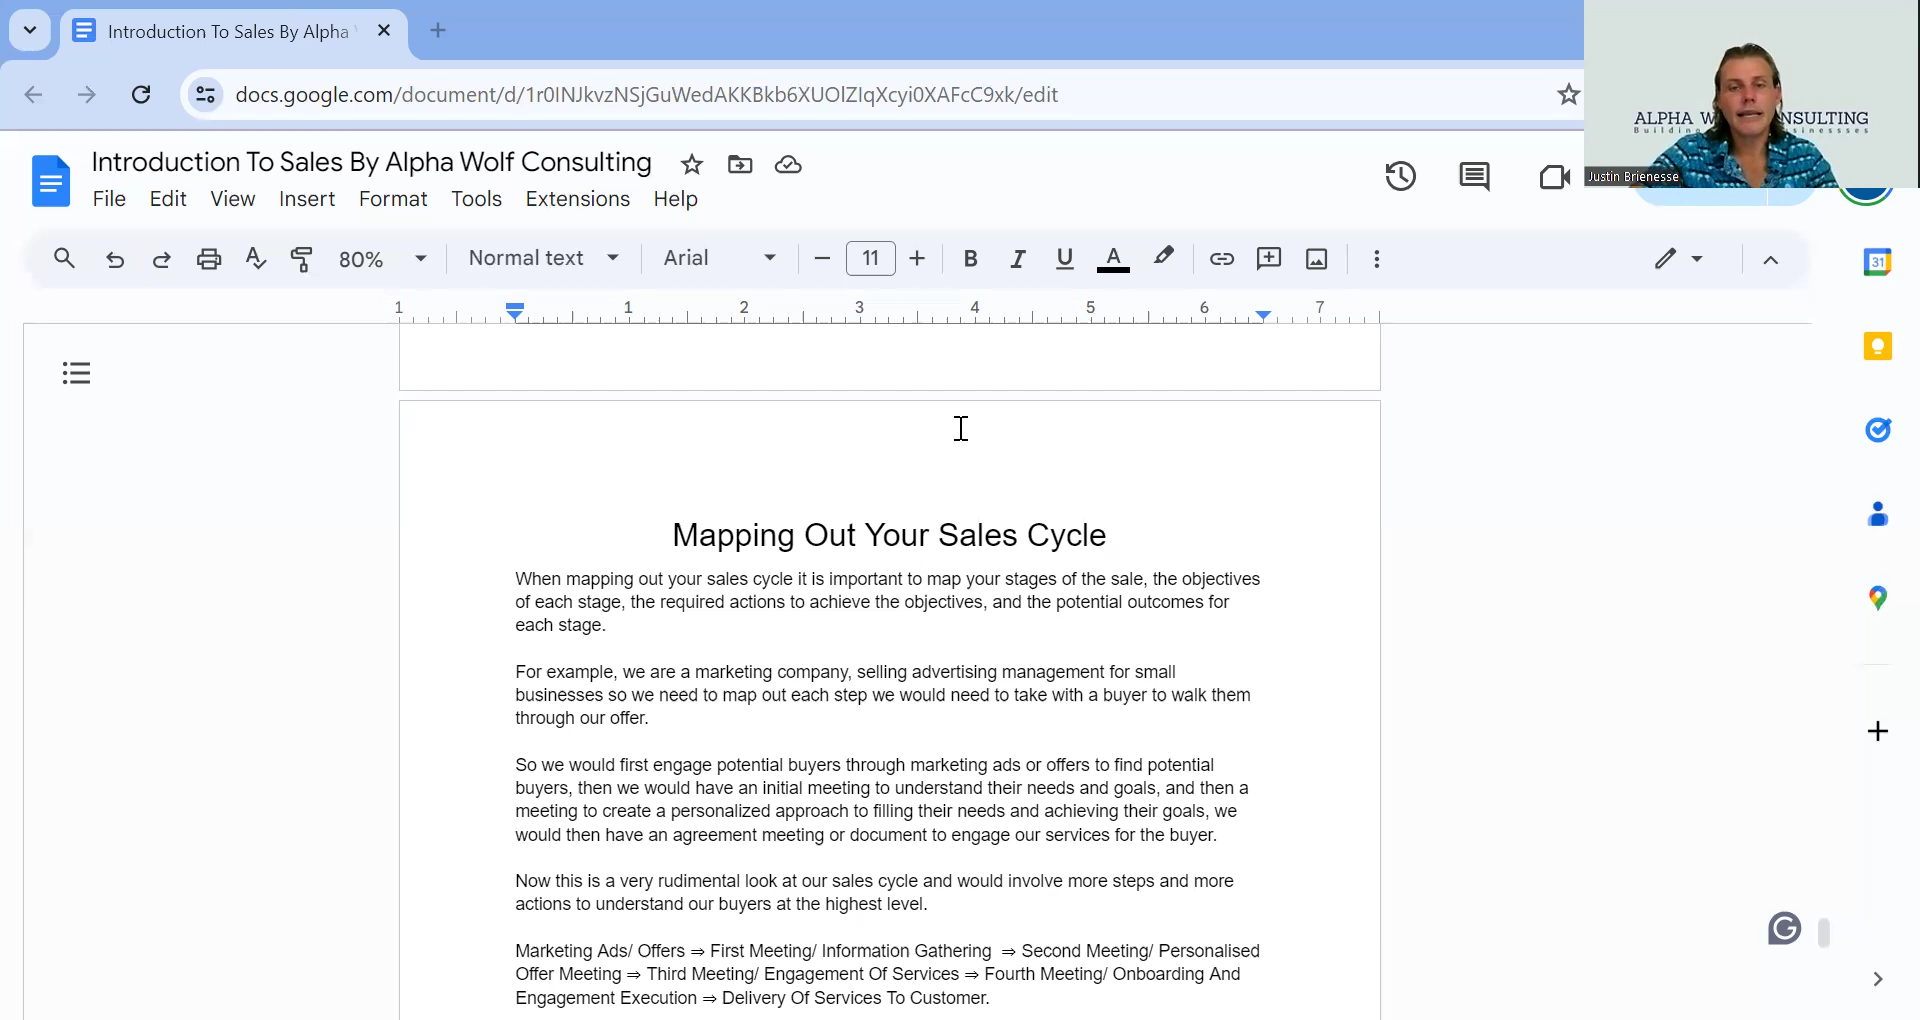 Introduction To Sales By Alpha
docs.google.com/document/d/1r0INJkvzNSjGuWedAKKBkb6XUOlZIqXcyi0XAFcC9xk/edit
ALPHA W NSULTING
Building sinessses
Justin Brienesse
Introduction To Sales By Alpha Wolf Consulting
File Edit View Insert Format Tools Extensions Help
80% Normal text Arial 11 B I U A
31
1 1 2 3 4 5 6 7
Mapping Out Your Sales Cycle
When mapping out your sales cycle it is important to map your stages of the sale, the objectives
of each stage, the required actions to achieve the objectives, and the potential outcomes for
each stage.
For example, we are a marketing company, selling advertising management for small
businesses so we need to map out each step we would need to take with a buyer to walk them
through our offer.
So we would first engage potential buyers through marketing ads or offers to find potential
buyers, then we would have an initial meeting to understand their needs and goals, and then a
meeting to create a personalized approach to filling their needs and achieving their goals, we
would then have an agreement meeting or document to engage our services for the buyer.
Now this is a very rudimental look at our sales cycle and would involve more steps and more
actions to understand our buyers at the highest level.
Marketing Ads/ Offers ⇒ First Meeting/ Information Gathering ⇒ Second Meeting/ Personalised
Offer Meeting ⇒ Third Meeting/ Engagement Of Services ⇒ Fourth Meeting/ Onboarding And
Engagement Execution ⇒ Delivery Of Services To Customer.